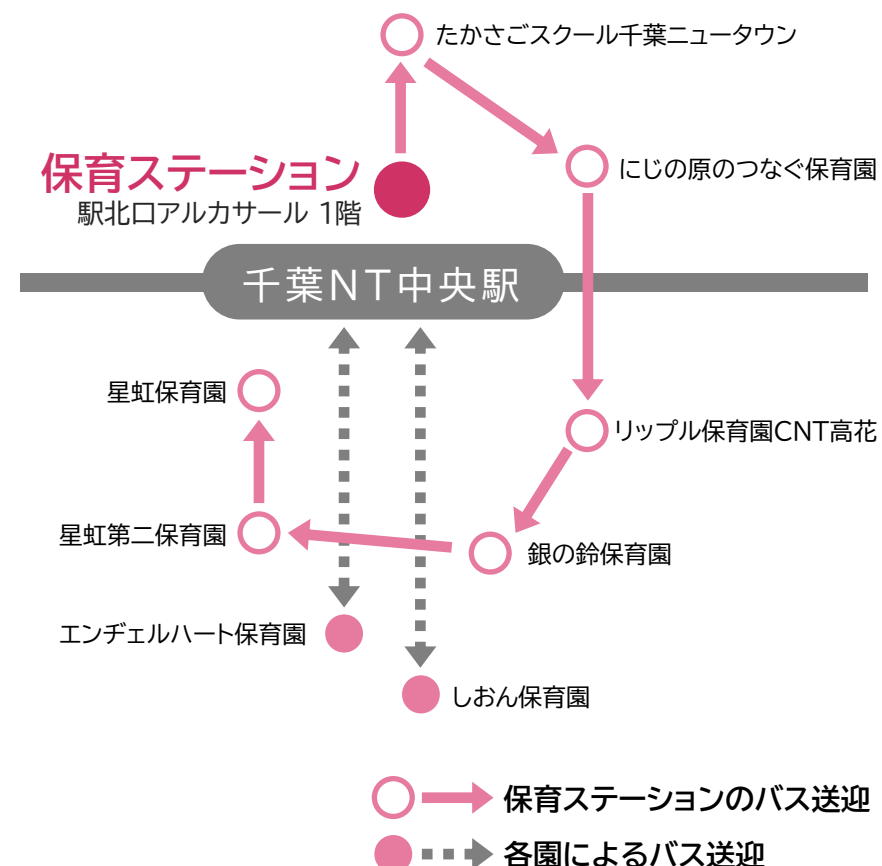 たかさごスクール千葉ニュータウン
にじの原のつなぐ保育園
保育ステーション
駅北口アルカサール 1階
千葉NT中央駅
星虹保育園
リップル保育園CNT高花
星虹第二保育園
銀の鈴保育園
エンヂェルハート保育園
しおん保育園
保育ステーションのバス送迎
各園によるバス送迎